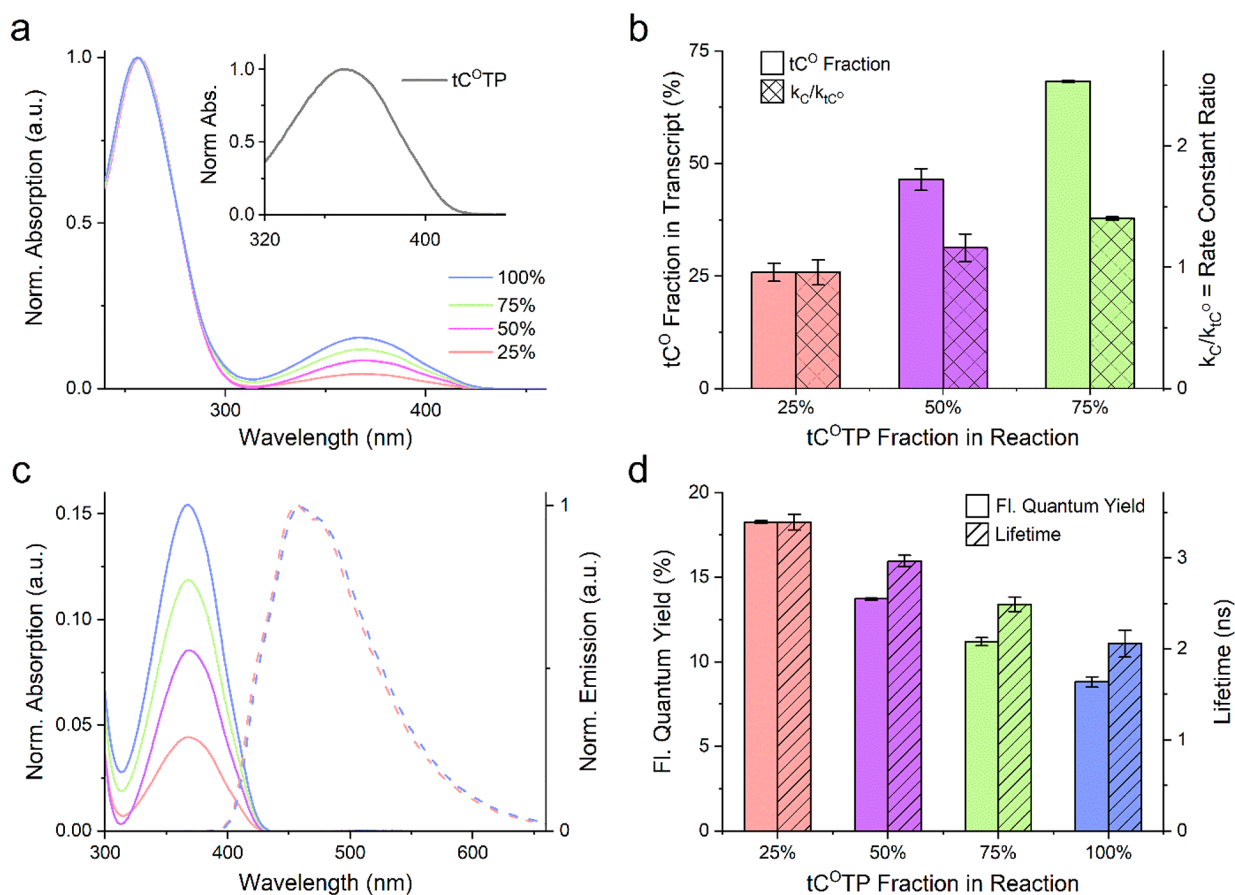 a
Norm. Absorption (a.u.)
1.0
0.5
0.0
300
400
Wavelength (nm)
Norm Abs.
1.0
0.5
0.0
320
400
tCᴼTP
100%
75%
50%
25%
b
tCᴼ Fraction in Transcript (%)
75
50
25
0
tCᴼ Fraction
k_C/k_tCᴼ
2
1
0
k_C/k_tCᴼ = Rate Constant Ratio
25%
50%
75%
tCᴼTP Fraction in Reaction
c
Norm. Absorption (a.u.)
0.15
0.10
0.05
0.00
300
400
500
600
Wavelength (nm)
1
0
Norm. Emission (a.u.)
d
Fl. Quantum Yield (%)
20
15
10
5
0
Fl. Quantum Yield
Lifetime
3
2
1
0
Lifetime (ns)
25%
50%
75%
100%
tCᴼTP Fraction in Reaction